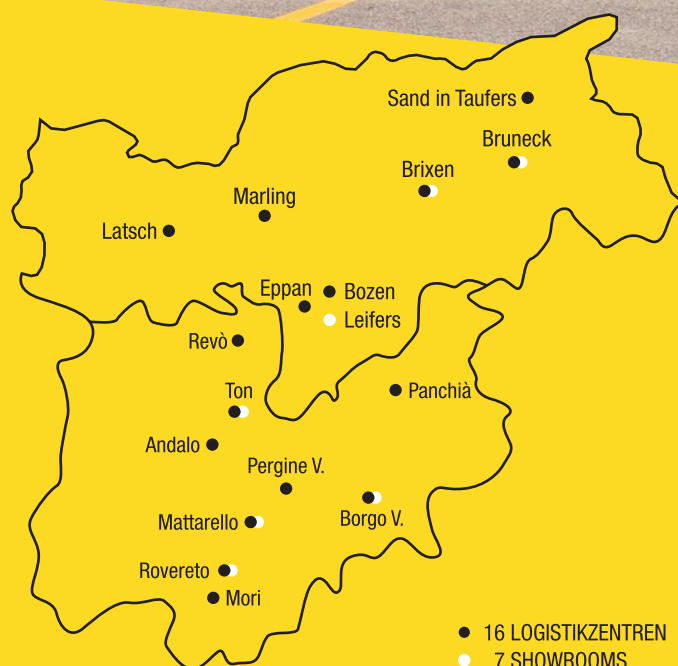 Sand in Taufers
Bruneck
Brixen
Marling
Latsch
Eppan
Bozen
Leifers
Revò
Ton
Panchià
Andalo
Pergine V.
Mattarello
Borgo V.
Rovereto
Mori
16 LOGISTIKZENTREN
7 SHOWROOMS